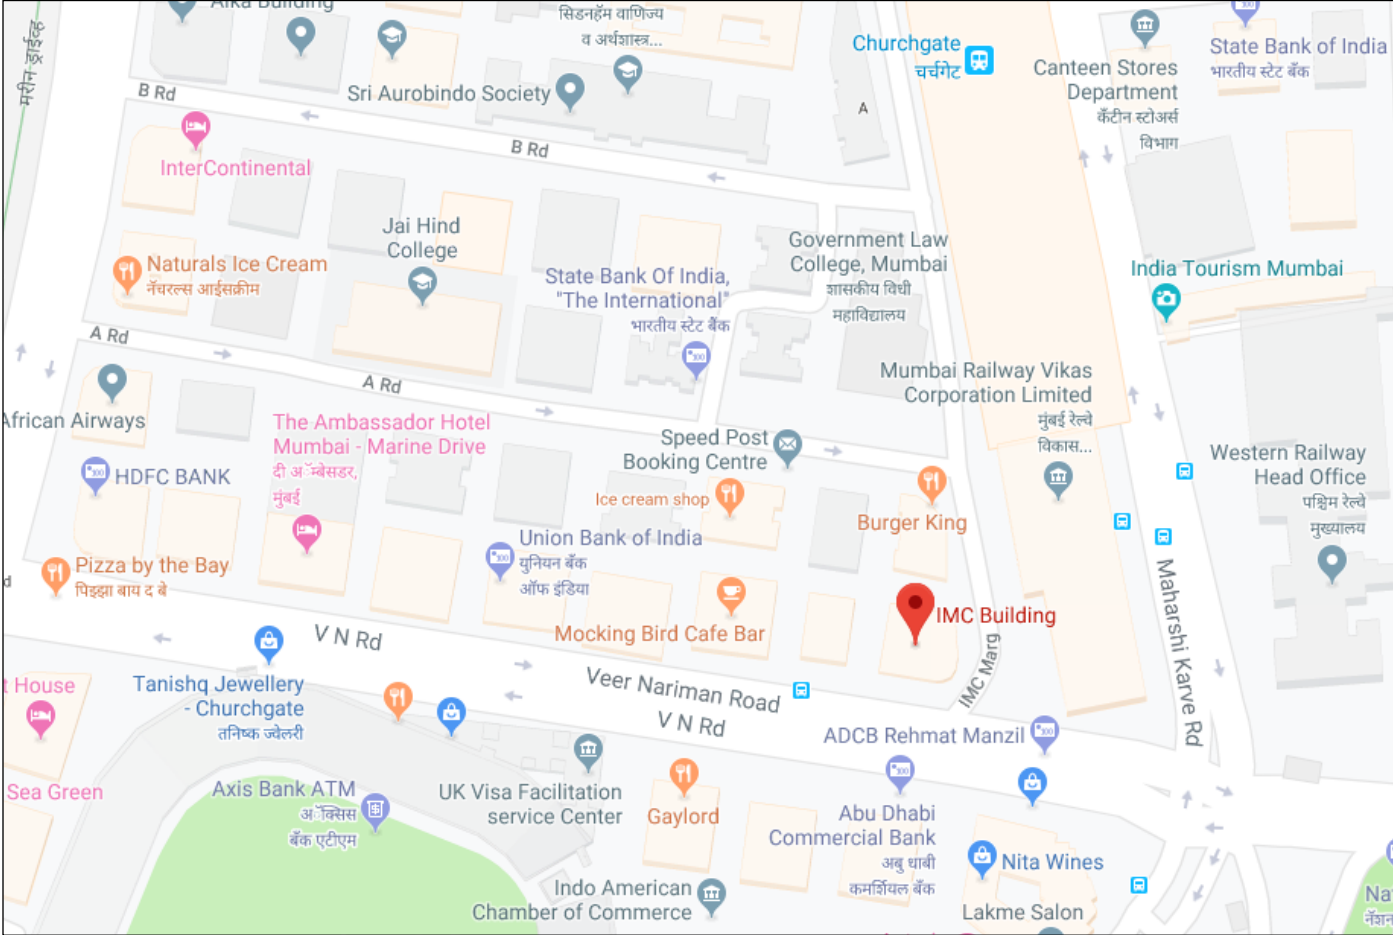 Alka Building
मरीन ड्राईव्ह
सिडनहॅम वाणिज्य
व अर्थशास्त्र...
Churchgate
चर्चगेट
State Bank of India
भारतीय स्टेट बैंक
Canteen Stores
Department
कॅंटीन स्टोअर्स
विभाग
B Rd
Sri Aurobindo Society
A
B Rd
InterContinental
Jai Hind
College
Government Law
College, Mumbai
शासकीय विधी
महाविद्यालय
Naturals Ice Cream
नॅचरल्स आईसक्रीम
State Bank Of India,
"The International"
भारतीय स्टेट बैंक
India Tourism Mumbai
A Rd
A Rd
Mumbai Railway Vikas
Corporation Limited
मुंबई रेल्वे
विकास...
African Airways
The Ambassador Hotel
Mumbai - Marine Drive
दी अॅम्बेसडर,
मुंबई
Speed Post
Booking Centre
Western Railway
Head Office
पश्चिम रेल्वे
मुख्यालय
HDFC BANK
Ice cream shop
Burger King
Union Bank of India
युनियन बँक
ऑफ इंडिया
Pizza by the Bay
पिझ्झा बाय द बे
d
IMC Building
Mocking Bird Cafe Bar
V N Rd
IMC Marg
Maharshi Karve Rd
Veer Nariman Road
V N Rd
t House
Tanishq Jewellery
- Churchgate
तनिष्क ज्वेलरी
ADCB Rehmat Manzil
Sea Green
Axis Bank ATM
अॅक्सिस
बँक एटीएम
UK Visa Facilitation
service Center
Gaylord
Abu Dhabi
Commercial Bank
अबु धाबी
कमर्शियल बँक
Nita Wines
Indo American
Chamber of Commerce
Lakme Salon
Na
नॅशन